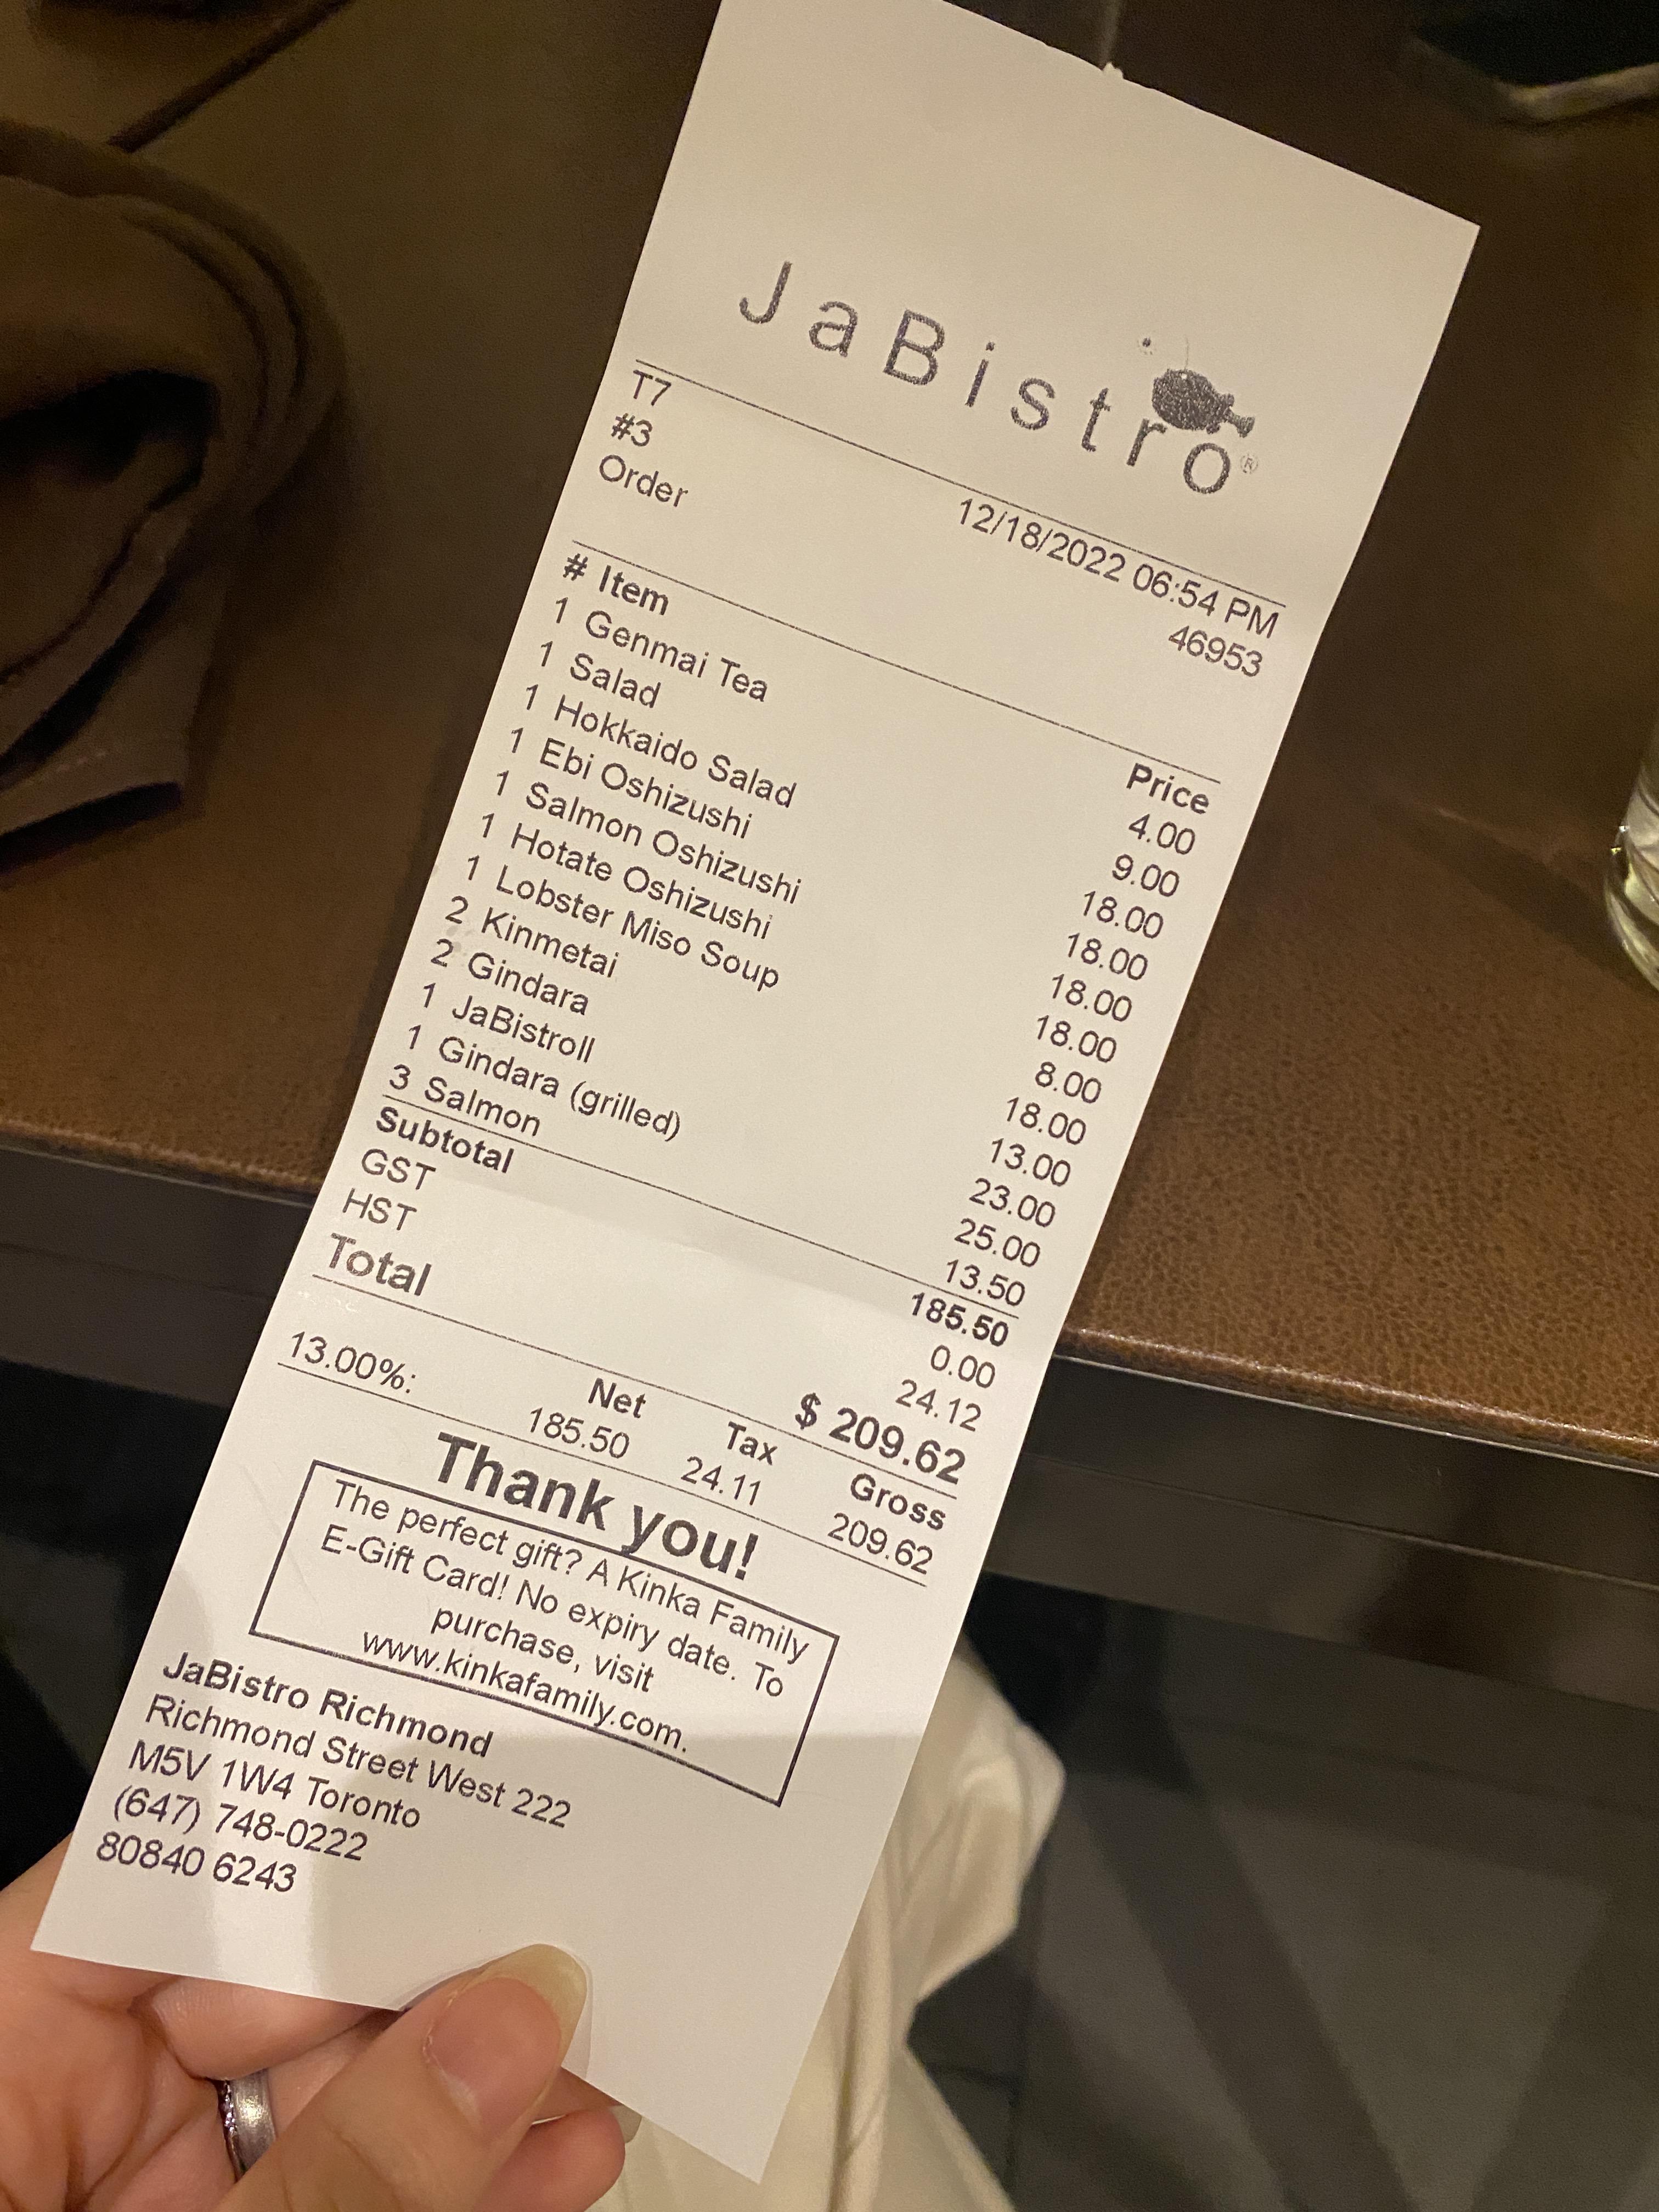 JaBistro®
T7
#3 12/18/2022 06:54 PM
Order 46953
# Item Price
1 Genmai Tea 4.00
1 Salad 9.00
1 Hokkaido Salad 18.00
1 Ebi Oshizushi 18.00
1 Salmon Oshizushi 18.00
1 Hotate Oshizushi 18.00
1 Lobster Miso Soup 8.00
2 Kinmetai 18.00
2 Gindara 13.00
1 JaBistroll 23.00
1 Gindara (grilled) 25.00
3 Salmon 13.50
Subtotal 185.50
GST 0.00
HST 24.12
Total $ 209.62
Net Tax Gross
13.00%: 185.50 24.11 209.62
Thank you!
The perfect gift? A Kinka Family
E-Gift Card! No expiry date. To
purchase, visit
www.kinkafamily.com.
JaBistro Richmond
Richmond Street West 222
M5V 1W4 Toronto
(647) 748-0222
80840 6243